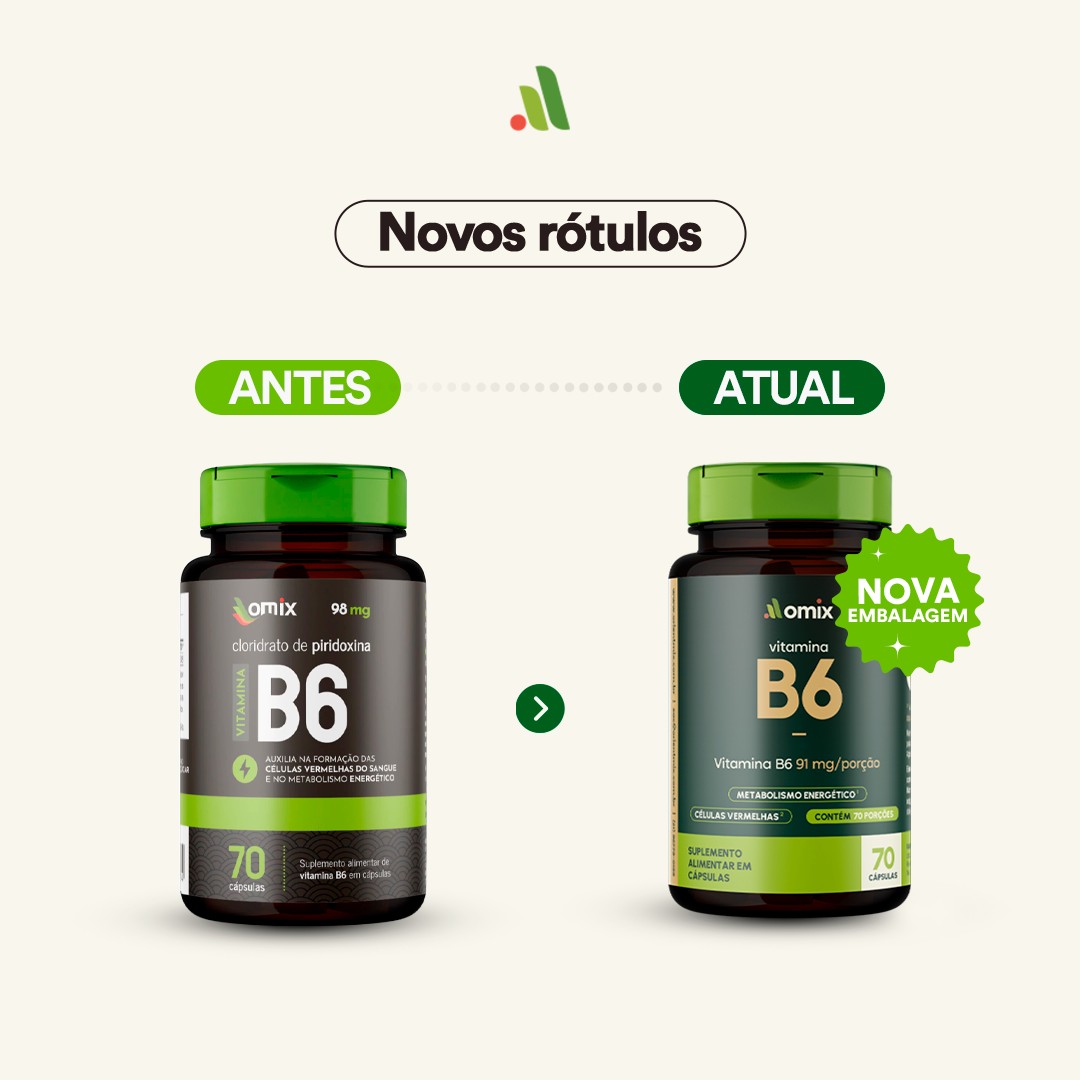 Novos rótulos
ANTES
ATUAL
omix
98 mg
cloridrato de piridoxina
VITAMINA
B6
AUXILIA NA FORMAÇÃO DAS
CÉLULAS VERMELHAS DO SANGUE
E NO METABOLISMO ENERGÉTICO
70
cápsulas
Suplemento alimentar de
vitamina B6 em cápsulas
omix
NOVA
EMBALAGEM
vitamina
B6
Vitamina B6 91 mg/porção
METABOLISMO ENERGÉTICO¹
CÉLULAS VERMELHAS²
CONTÉM 70 PORÇÕES
SUPLEMENTO
ALIMENTAR EM
CÁPSULAS
70
CÁPSULAS